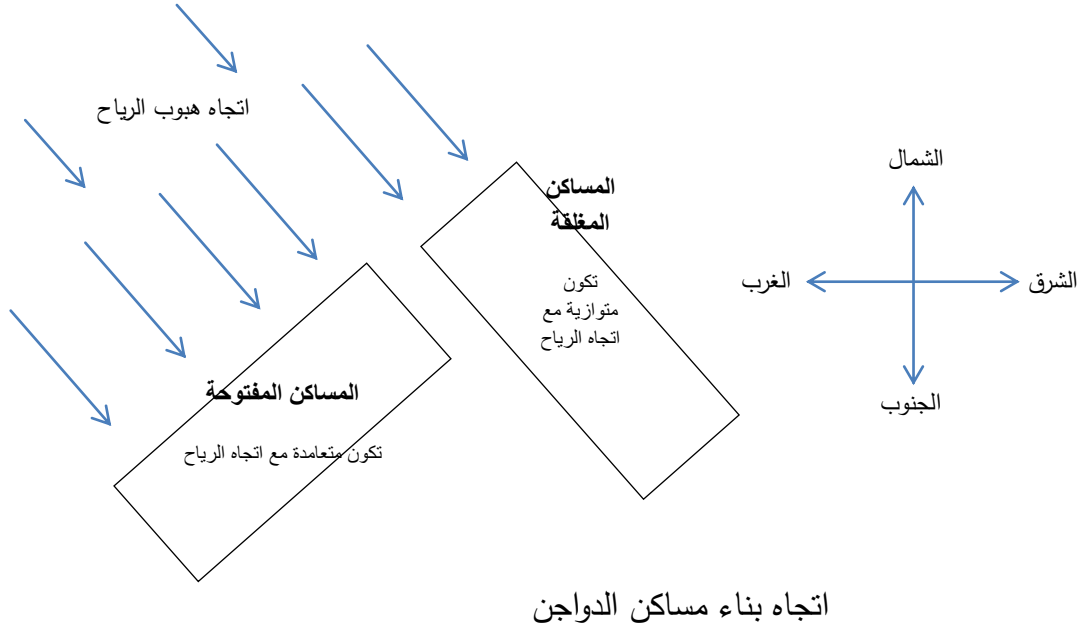 اتجاه هبوب الرياح
الشمال
المساكن
المغلقة
تكون
متوازية مع
اتجاه الرياح
الشرق
الغرب
المساكن المفتوحة
تكون متعامدة مع اتجاه الرياح
الجنوب
اتجاه بناء مساكن الدواجن